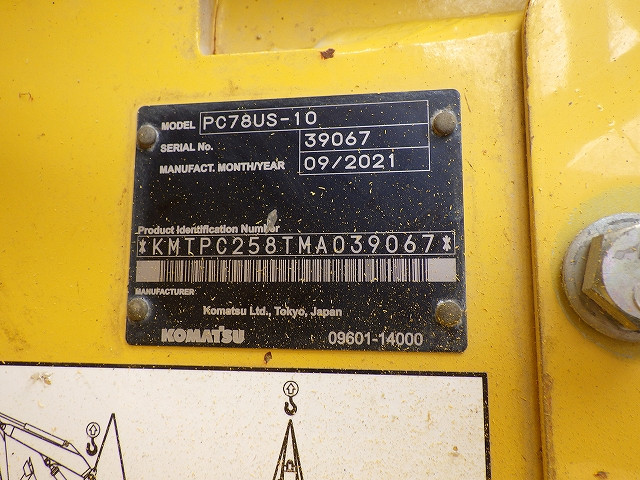 MODEL PC78US-10
SERIAL No. 39067
MANUFACT. MONTH/YEAR 09/2021
Product Identification Number
*KMTPC258TMA039067*
MANUFACTURER
Komatsu Ltd., Tokyo, Japan
KOMATSU 09601-14000